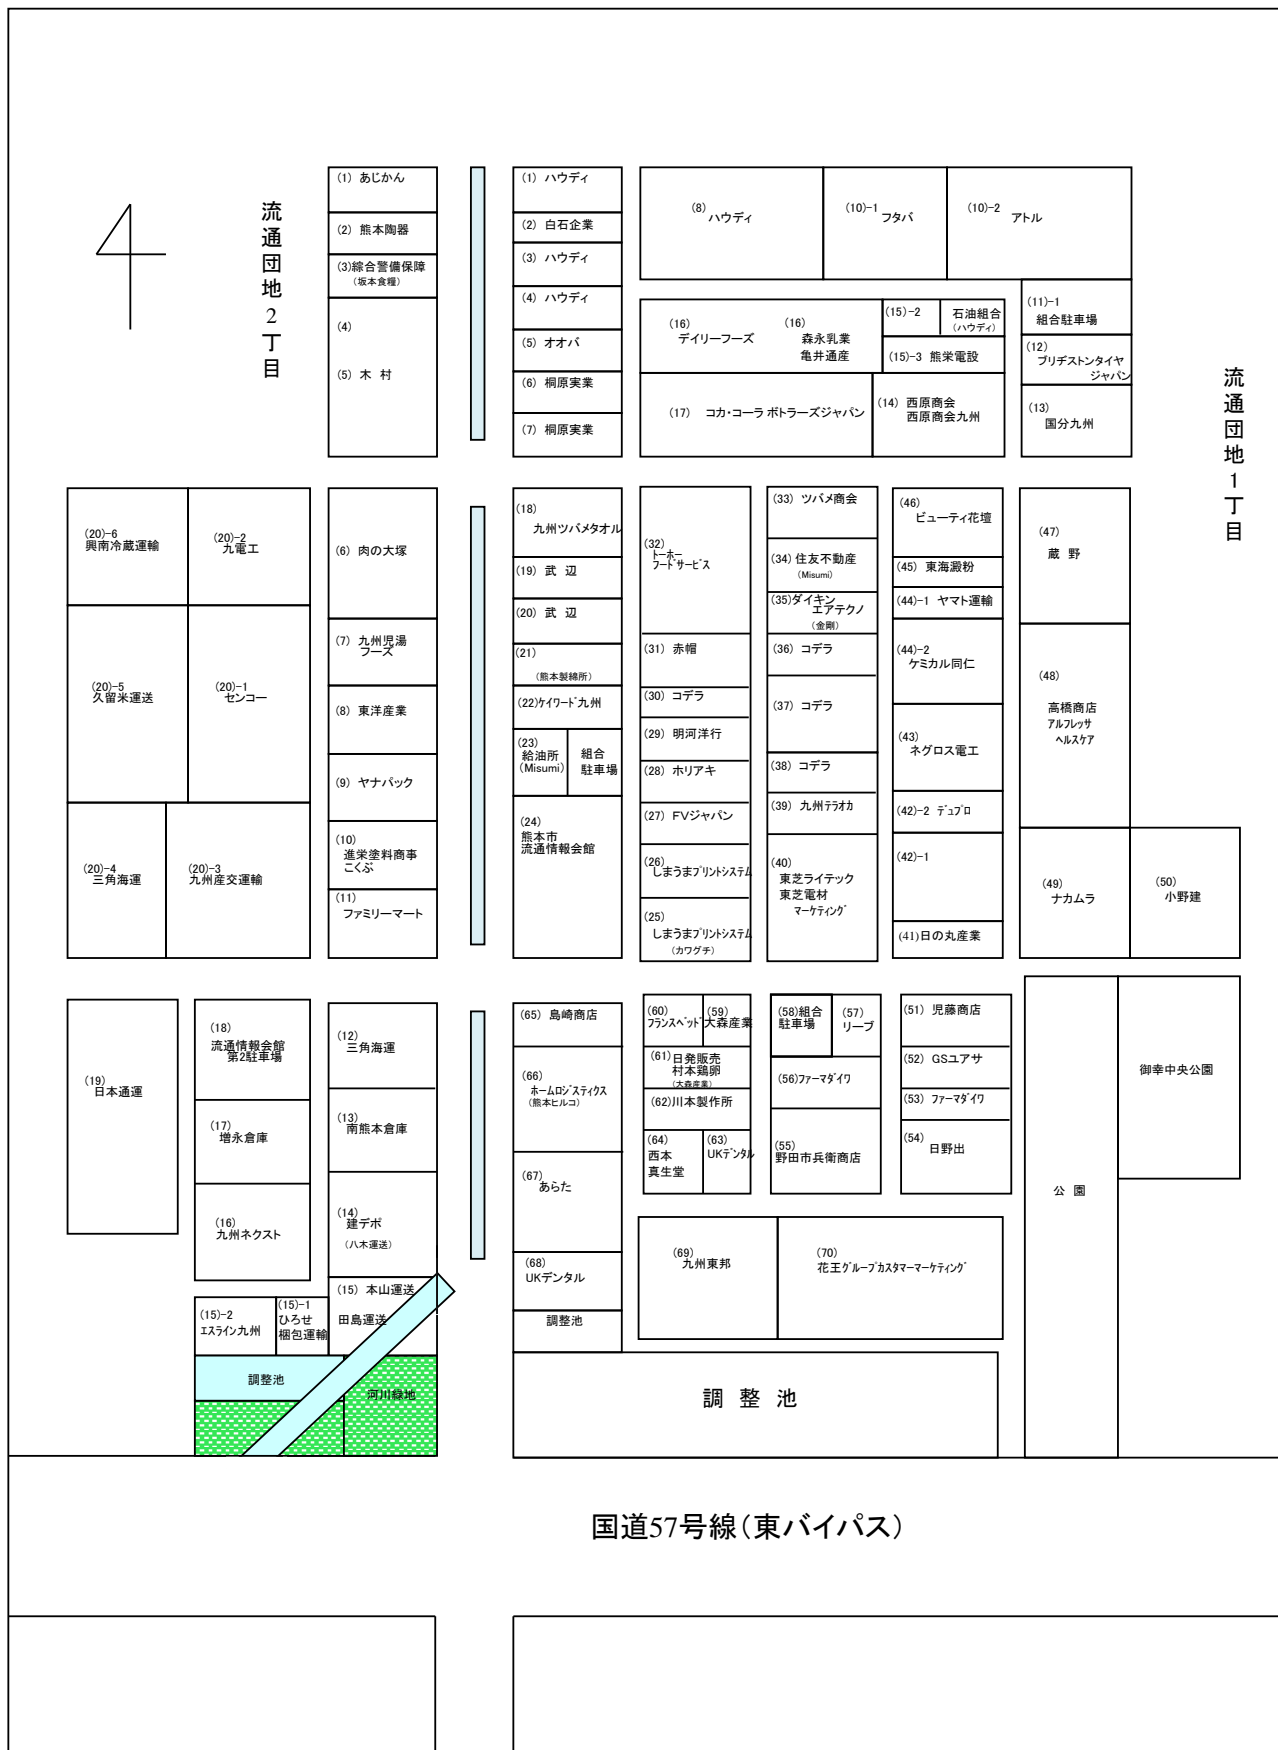 流通団地2丁目
流通団地1丁目
(1) あじかん
(2) 熊本陶器
(3)綜合警備保障
(坂本食糧)
(4)
(5) 木 村
(1) ハウディ
(2) 白石企業
(3) ハウディ
(4) ハウディ
(5) オオバ
(6) 桐原実業
(7) 桐原実業
(8)
ハウディ
(10)-1
フタバ
(10)-2
アトル
(16)
デイリーフーズ
(16)
森永乳業
亀井通産
(15)-2
石油組合
(ハウディ)
(15)-3 熊栄電設
(11)-1
組合駐車場
(12)
ブリヂストンタイヤ
ジャパン
(13)
国分九州
(17) コカ・コーラ ボトラーズジャパン
(14) 西原商会
西原商会九州
(20)-6
興南冷蔵運輸
(20)-2
九電工
(20)-5
久留米運送
(20)-1
センコー
(20)-4
三角海運
(20)-3
九州産交運輸
(6) 肉の大塚
(7) 九州児湯
フーズ
(8) 東洋産業
(9) ヤナパック
(10)
進栄塗料商事
こくぶ
(11)
ファミリーマート
(18)
九州ツバメタオル
(19) 武 辺
(20) 武 辺
(21)
(熊本製綿所)
(22)ケイワード九州
(23)
給油所
(Misumi)
組合
駐車場
(24)
熊本市
流通情報会館
(32)
トーホー
フードサービス
(31) 赤帽
(30) コデラ
(29) 明河洋行
(28) ホリアキ
(27) FVジャパン
(26)
しまうまプリントシステム
(25)
しまうまプリントシステム
(カワグチ)
(33) ツバメ商会
(34) 住友不動産
(Misumi)
(35)ダイキン
エアテクノ
(金剛)
(36) コデラ
(37) コデラ
(38) コデラ
(39) 九州テラオカ
(40)
東芝ライテック
東芝電材
マーケティング
(46)
ビューティ花壇
(45) 東海澱粉
(44)-1 ヤマト運輸
(44)-2
ケミカル同仁
(43)
ネグロス電工
(42)-2 デュプロ
(42)-1
(41)日の丸産業
(47)
蔵 野
(48)
高橋商店
アルフレッサ
ヘルスケア
(49)
ナカムラ
(50)
小野建
(19)
日本通運
(18)
流通情報会館
第2駐車場
(17)
増永倉庫
(16)
九州ネクスト
(12)
三角海運
(13)
南熊本倉庫
(14)
建デポ
(八木運送)
(15) 本山運送
田島運送
(15)-2
エスライン九州
(15)-1
ひろせ
梱包運輸
調整池
河川緑地
(65) 島崎商店
(66)
ホームロジスティクス
(熊本ヒルコ)
(67)
あらた
(68)
UKデンタル
調整池
(60)
フランスベッド
(59)
大森産業
(61)日発販売
村本鶏卵
(大森産業)
(62)川本製作所
(64)
西本
真生堂
(63)
UKデンタル
(58)組合
駐車場
(57)
リーブ
(56)ファーマダイワ
(55)
野田市兵衛商店
(51) 児藤商店
(52) GSユアサ
(53) ファーマダイワ
(54)
日野出
(69)
九州東邦
(70)
花王グループカスタマーマーケティング
調 整 池
公 園
御幸中央公園
国道57号線(東バイパス)